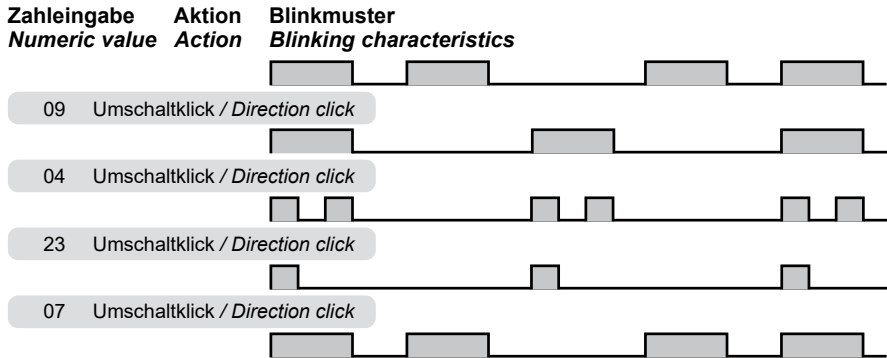 Zahleingabe Aktion Blinkmuster
Numeric value Action Blinking characteristics
09 Umschaltklick / Direction click
04 Umschaltklick / Direction click
23 Umschaltklick / Direction click
07 Umschaltklick / Direction click